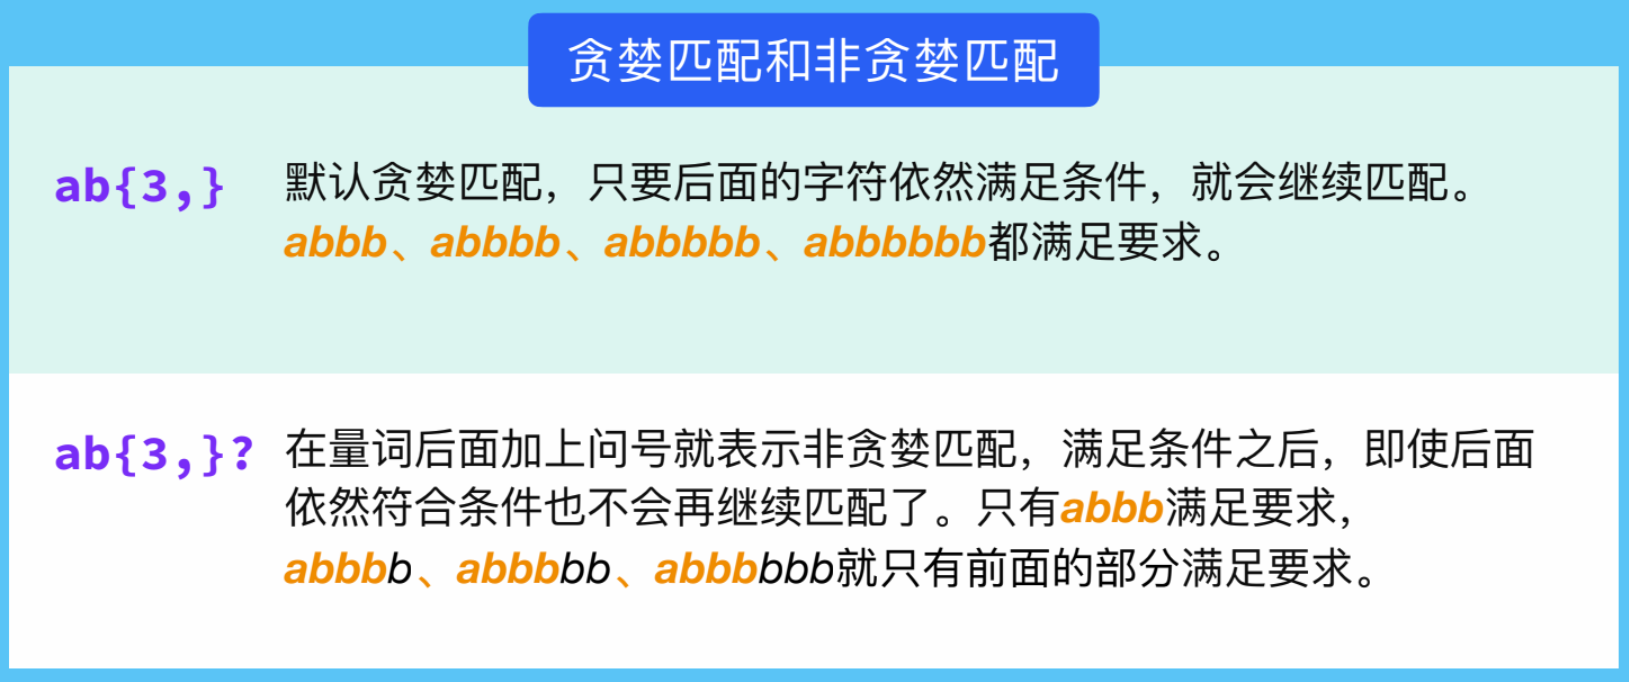 贪婪匹配和非贪婪匹配
ab{3,} 默认贪婪匹配，只要后面的字符依然满足条件，就会继续匹配。
abbb、abbbb、abbbbb、abbbbbb都满足要求。
ab{3,}? 在量词后面加上问号就表示非贪婪匹配，满足条件之后，即使后面
依然符合条件也不会再继续匹配了。只有abbb满足要求，
abbbb、abbbbb、abbbbbb就只有前面的部分满足要求。